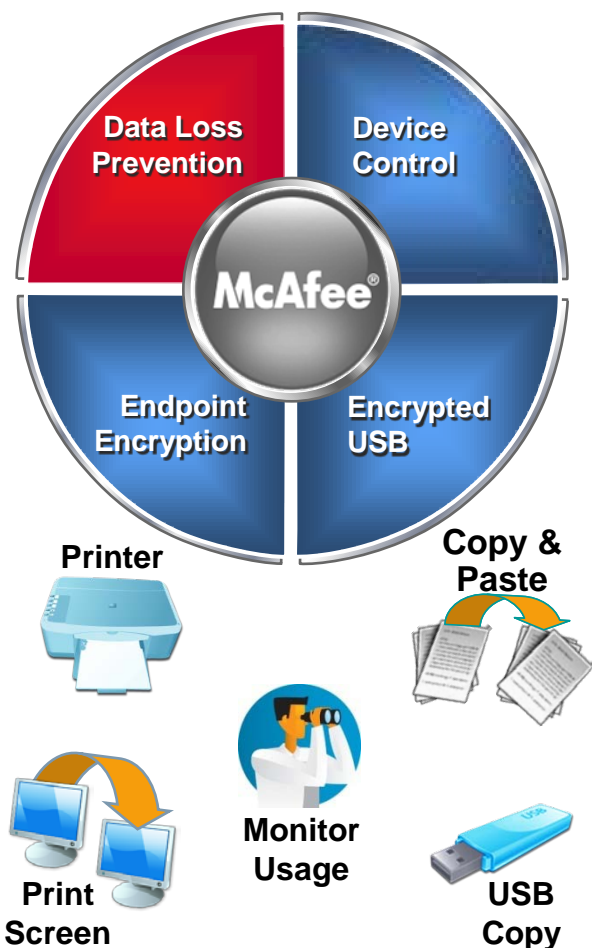 Data Loss
Prevention
Device
Control
McAfee®
Endpoint
Encryption
Encrypted
USB
Printer
Copy &
Paste
Monitor
Usage
USB
Print
Screen
USB
Copy